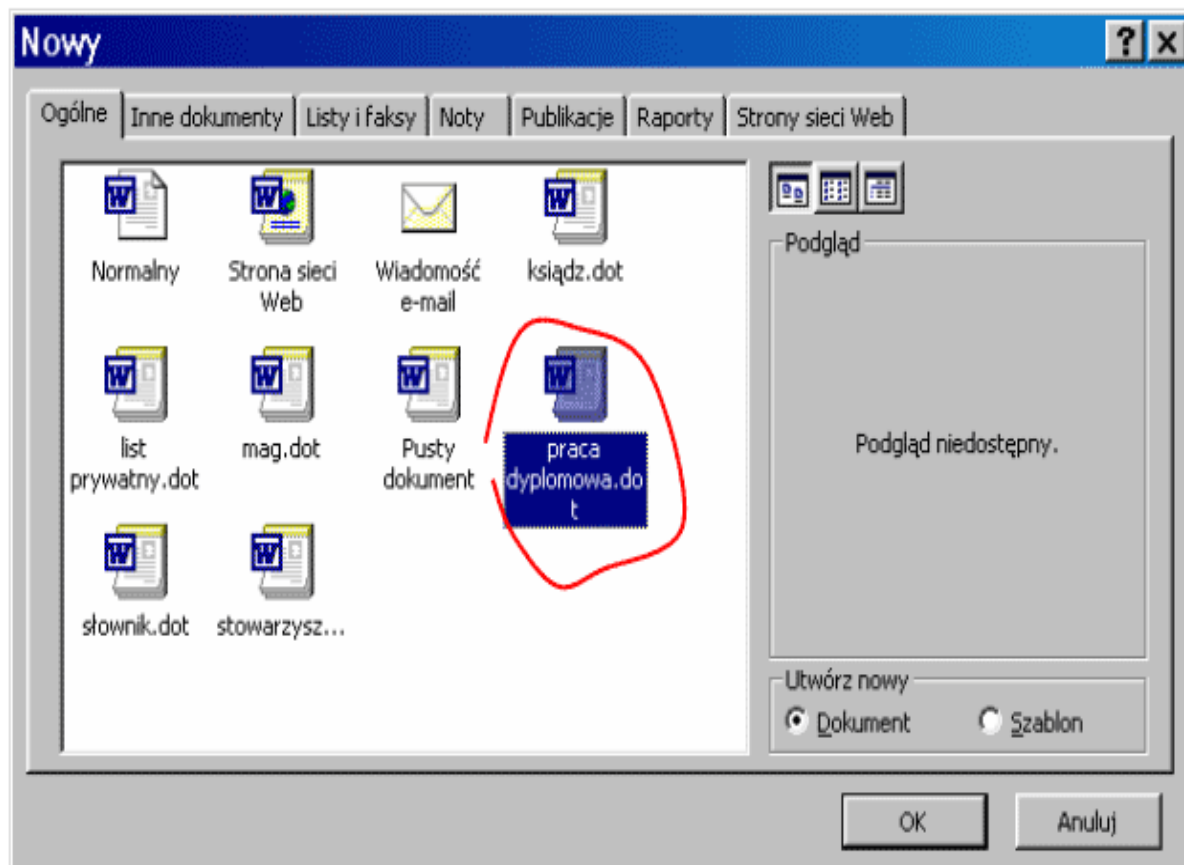 Nowy
Ogólne Inne dokumenty Listy i faksy Noty Publikacje Raporty Strony sieci Web
Normalny
Strona sieci
Web
Wiadomość
e-mail
ksiądz.dot
list
prywatny.dot
mag.dot
Pusty
dokument
praca
dyplomowa.do
t
słownik.dot
stowarzysz...
Podgląd
Podgląd niedostępny.
Utwórz nowy
Dokument
Szablon
OK
Anuluj